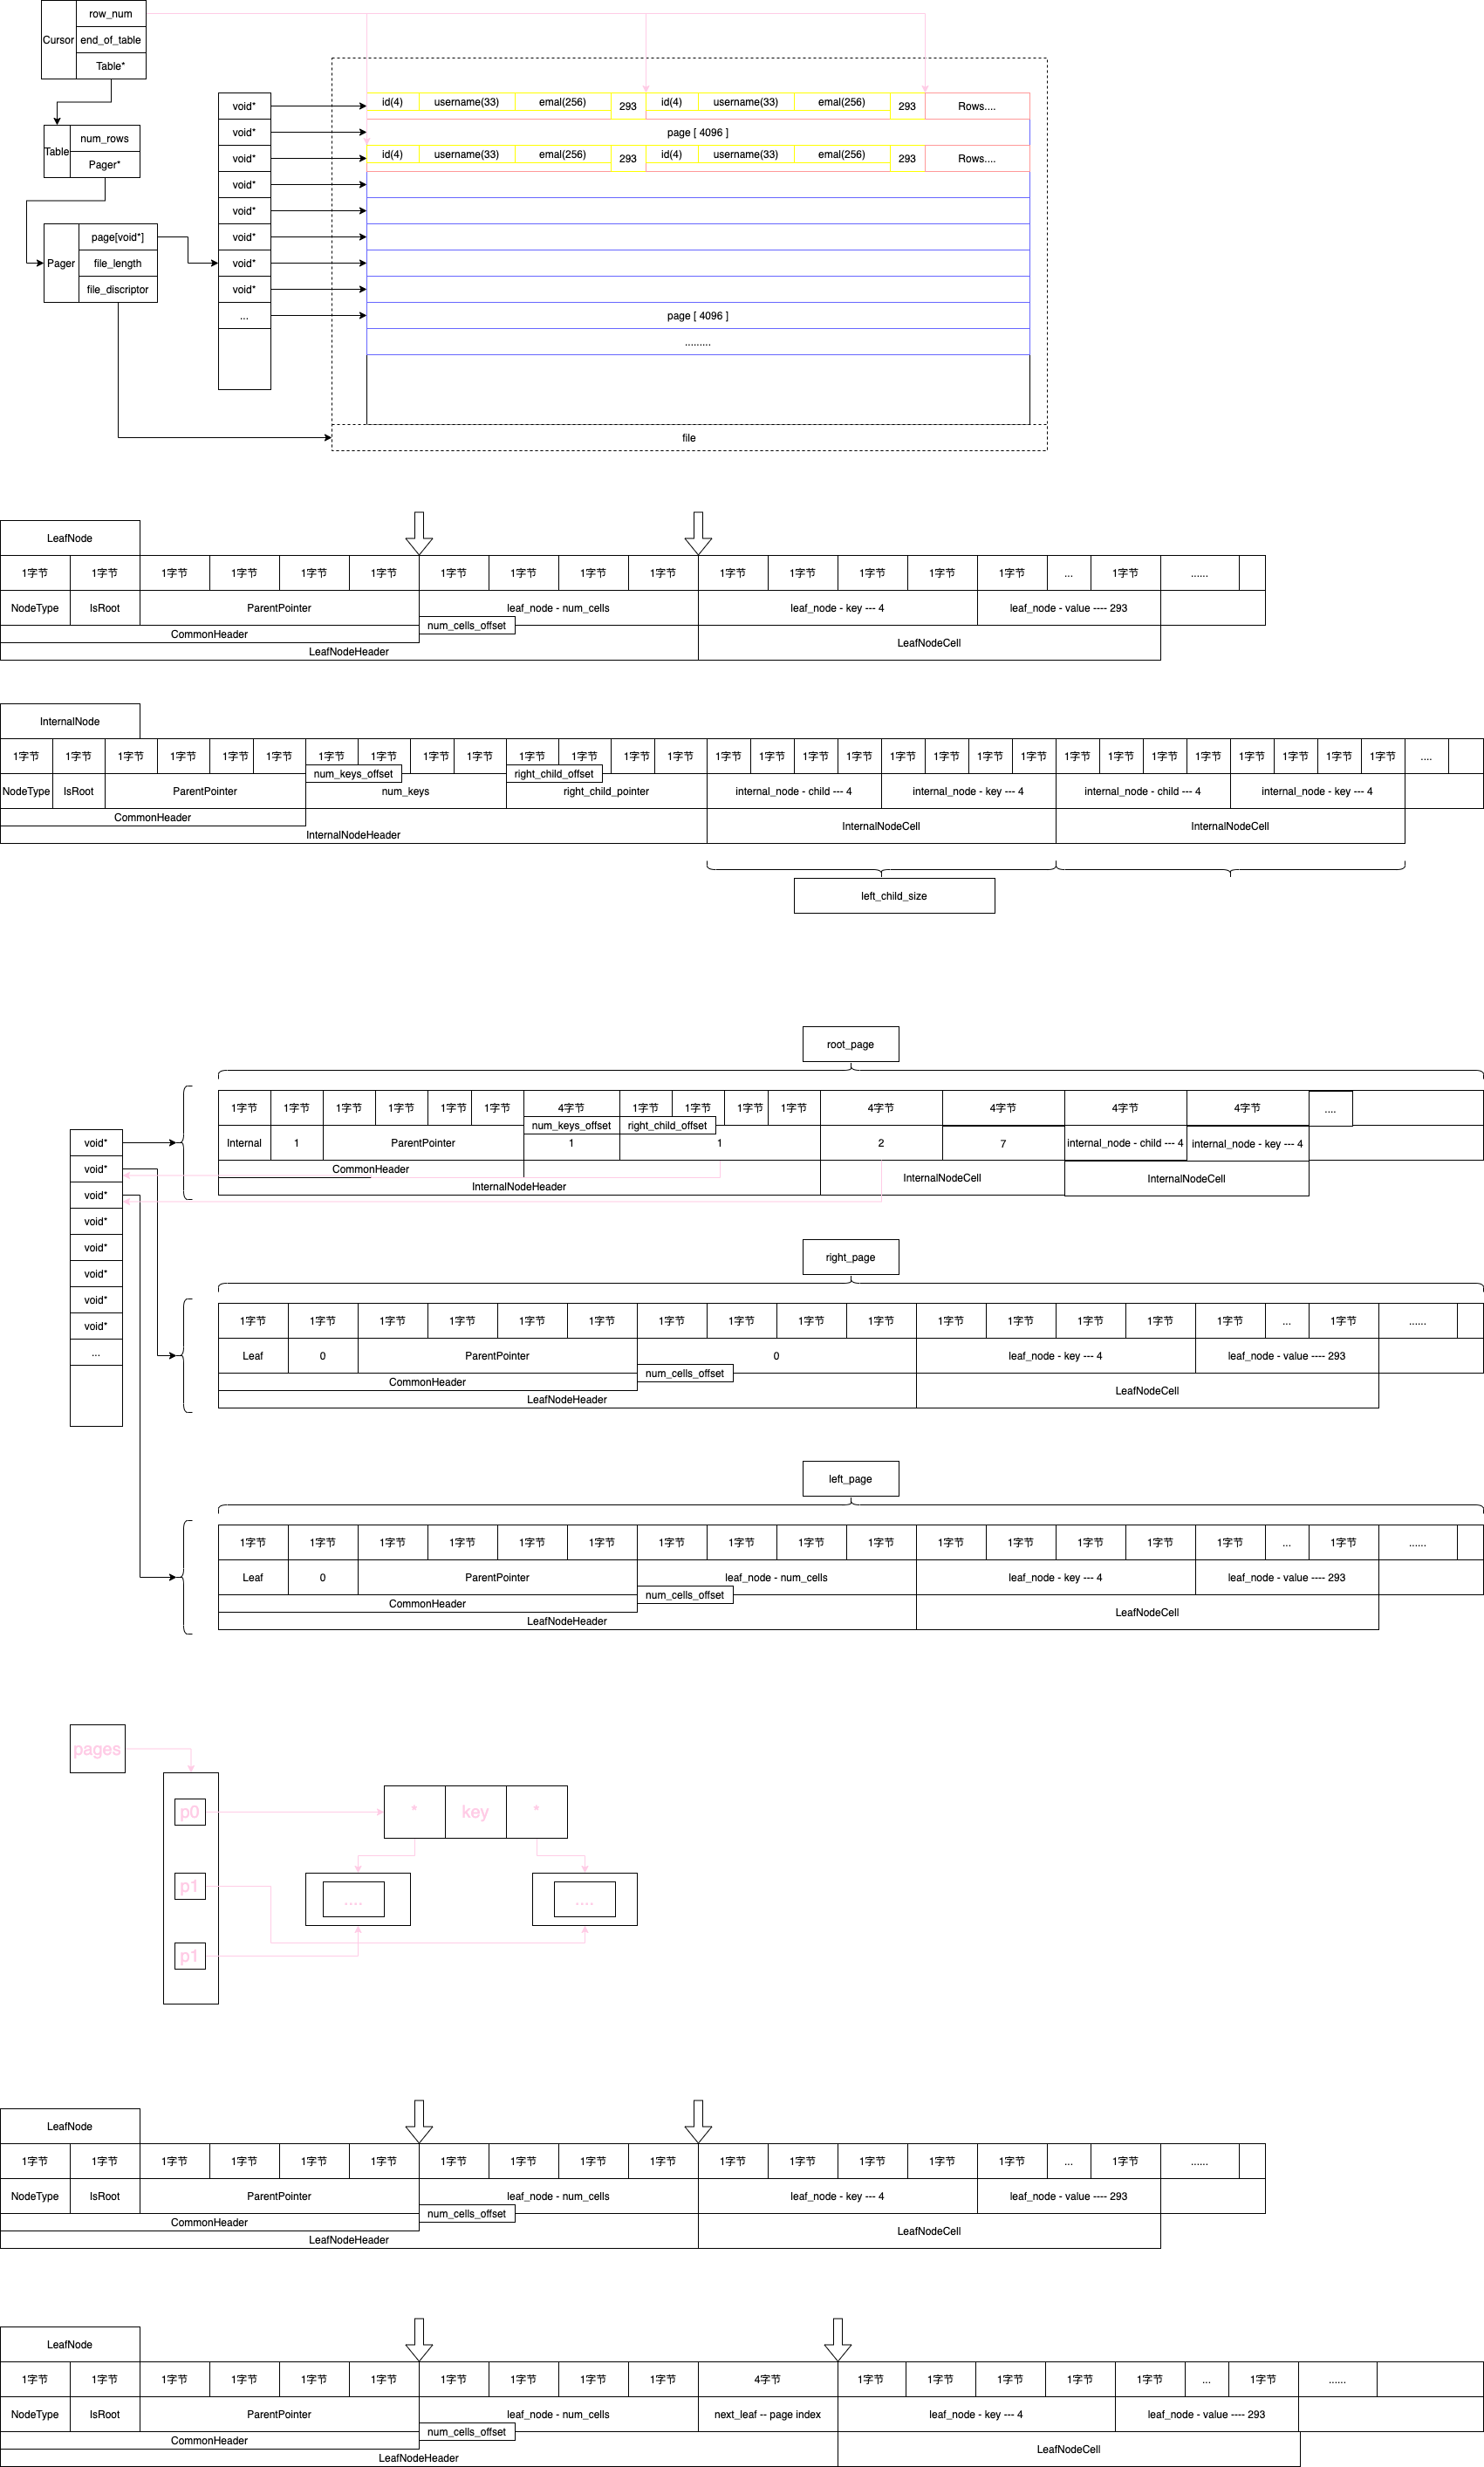 row_num
Cursor end_of_table
Table*
num_rows
Table
Pager*
page[void*]
Pager file_length
file_discriptor
void* id(4) username(33) emal(256) 293 id(4) username(33) emal(256) 293 Rows....
void* page [ 4096 ]
void* id(4) username(33) emal(256) 293 id(4) username(33) emal(256) 293 Rows....
void*
void*
void*
void*
void*
... page [ 4096 ]
.........
file
LeafNode
1字节 1字节 1字节 1字节 1字节 1字节 1字节 1字节 1字节 1字节 1字节 1字节 1字节 1字节 1字节 ... 1字节 ......
NodeType IsRoot ParentPointer leaf_node - num_cells leaf_node - key --- 4 leaf_node - value ---- 293
num_cells_offset
CommonHeader
LeafNodeCell
LeafNodeHeader
InternalNode
1字节 1字节 1字节 1字节 1字节 1字节 1字节 1字节 1字节 1字节 1字节 1字节 1字节 1字节 1字节 1字节 1字节 1字节 1字节 1字节 1字节 1字节 1字节 1字节 1字节 1字节 1字节 1字节 1字节 1字节 ....
num_keys_offset right_child_offset
NodeType IsRoot ParentPointer num_keys right_child_pointer internal_node - child --- 4 internal_node - key --- 4 internal_node - child --- 4 internal_node - key --- 4
CommonHeader
InternalNodeCell InternalNodeCell
InternalNodeHeader
left_child_size
root_page
1字节 1字节 1字节 1字节 1字节 1字节 4字节 1字节 1字节 1字节 1字节 4字节 4字节 4字节 4字节 ....
num_keys_offset right_child_offset
void* Internal 1 ParentPointer 1 1 2 7 internal_node - child --- 4 internal_node - key --- 4
void* CommonHeader
InternalNodeCell InternalNodeCell
InternalNodeHeader
void*
void*
void*
void*
void*
void*
...
right_page
1字节 1字节 1字节 1字节 1字节 1字节 1字节 1字节 1字节 1字节 1字节 1字节 1字节 1字节 1字节 ... 1字节 ......
Leaf 0 ParentPointer 0 leaf_node - key --- 4 leaf_node - value ---- 293
num_cells_offset
CommonHeader
LeafNodeCell
LeafNodeHeader
left_page
1字节 1字节 1字节 1字节 1字节 1字节 1字节 1字节 1字节 1字节 1字节 1字节 1字节 1字节 1字节 ... 1字节 ......
Leaf 0 ParentPointer leaf_node - num_cells leaf_node - key --- 4 leaf_node - value ---- 293
num_cells_offset
CommonHeader
LeafNodeCell
LeafNodeHeader
pages
p0 * key *
p1 .... ....
p1
LeafNode
1字节 1字节 1字节 1字节 1字节 1字节 1字节 1字节 1字节 1字节 1字节 1字节 1字节 1字节 1字节 ... 1字节 ......
NodeType IsRoot ParentPointer leaf_node - num_cells leaf_node - key --- 4 leaf_node - value ---- 293
num_cells_offset
CommonHeader
LeafNodeCell
LeafNodeHeader
LeafNode
1字节 1字节 1字节 1字节 1字节 1字节 1字节 1字节 1字节 1字节 4字节 1字节 1字节 1字节 1字节 1字节 ... 1字节 ......
NodeType IsRoot ParentPointer leaf_node - num_cells next_leaf -- page index leaf_node - key --- 4 leaf_node - value ---- 293
num_cells_offset
CommonHeader
LeafNodeCell
LeafNodeHeader